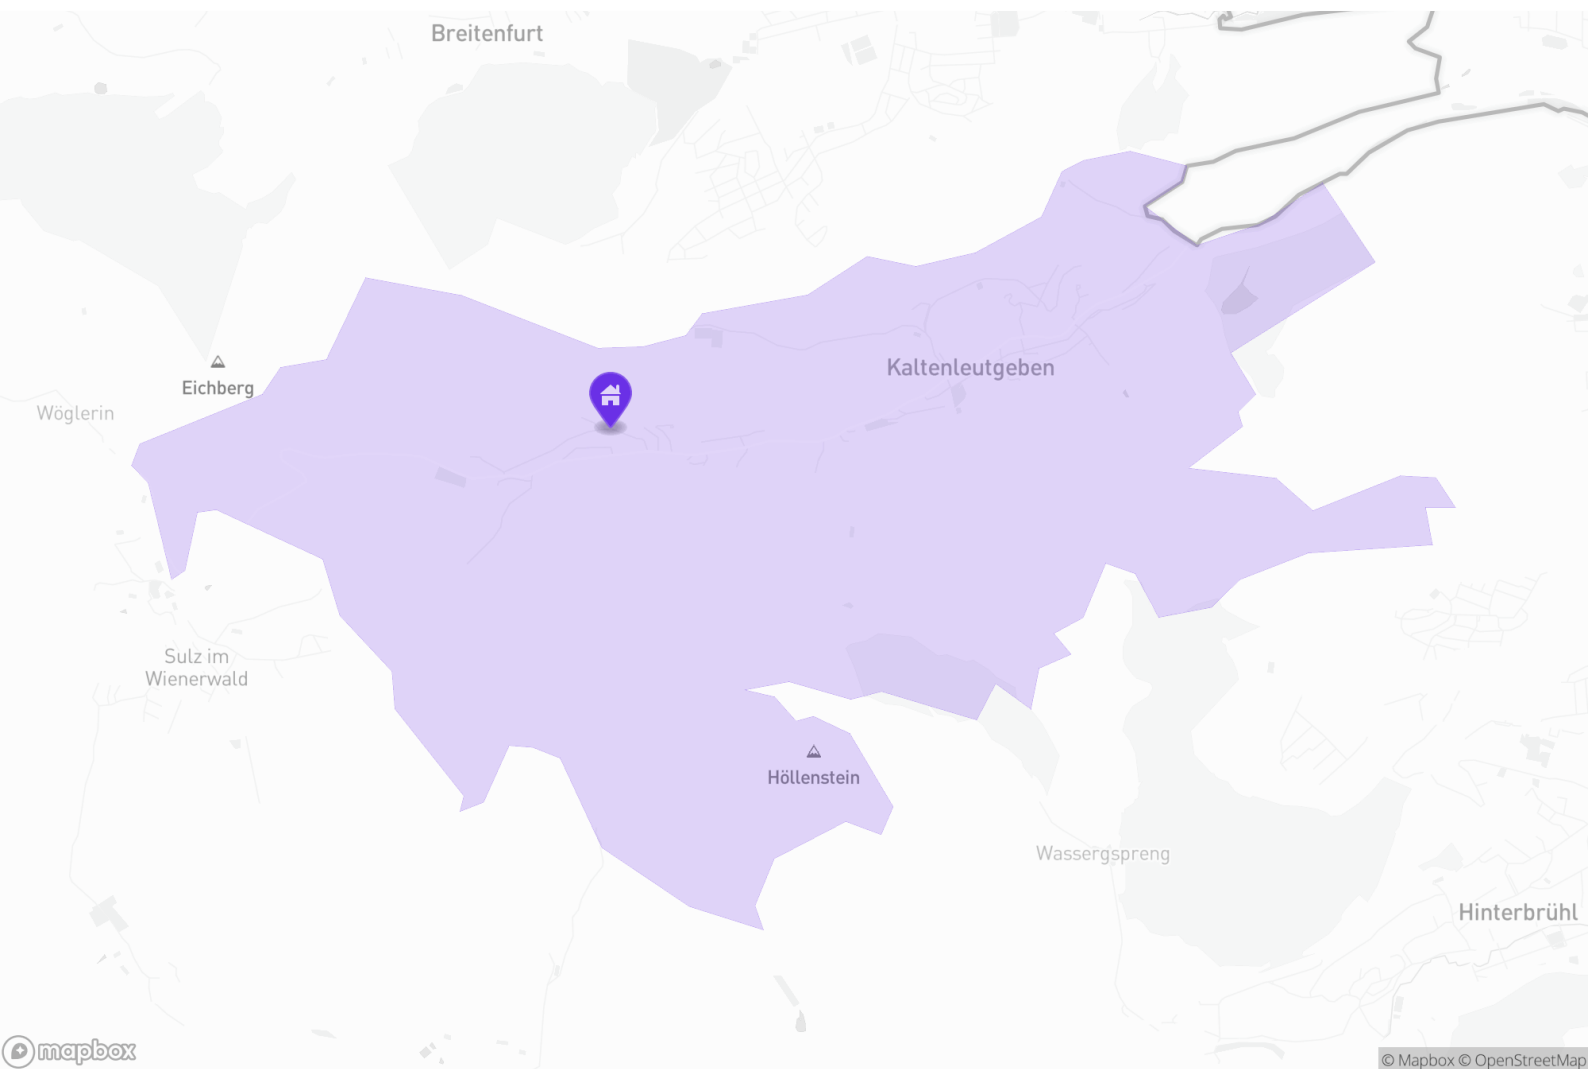 Breitenfurt
Kaltenleutgeben
Eichberg
Wöglerin
Sulz im
Wienerwald
Höllenstein
Wassergspreng
Hinterbrühl
mapbox
© Mapbox © OpenStreetMap